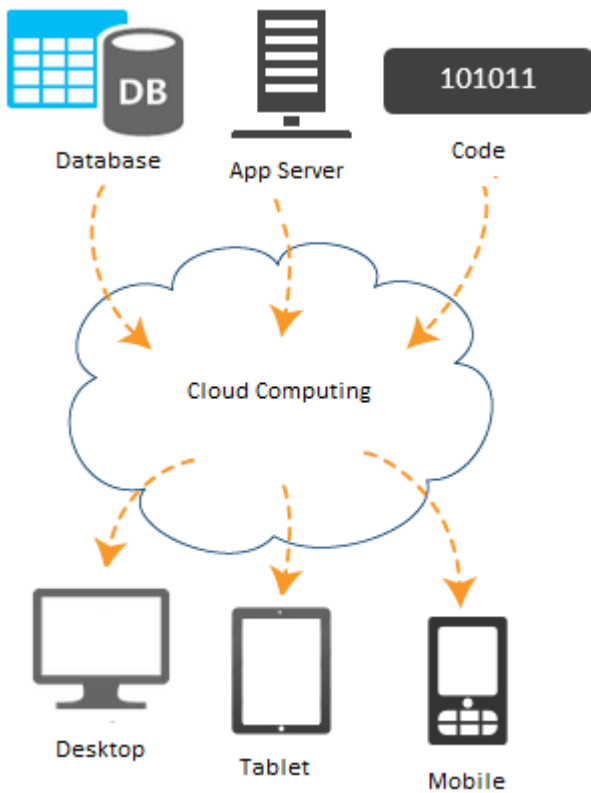 DB
101011
Database
App Server
Code
Cloud Computing
Desktop
Tablet
Mobile